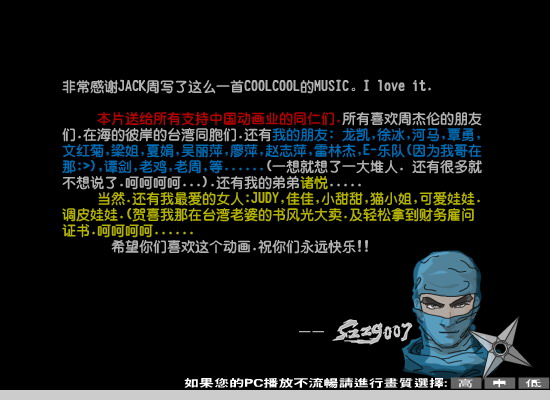 非常感谢JACK周写了这么一首COOLCOOL的MUSIC。I love it.
本片送给所有支持中国动画业的同仁们.所有喜欢周杰伦的朋友
们.在海的彼岸的台湾同胞们.还有我的朋友: 龙凯,徐冰,河马,覃勇,
文红菊,梁姐,夏娟,吴丽萍,廖萍,赵志萍,雷林杰,E-乐队(因为我哥在
那:>),谭剑,老鸡,老周,等......(一想就想了一大堆人. 还有很多就
不想说了.呵呵呵呵...).还有我的弟弟诸悦.....
当然.还有我最爱的女人:JUDY,佳佳,小甜甜,猫小姐,可爱娃娃.
调皮娃娃.(贺喜我那在台湾老婆的书风光大卖.及轻松拿到财务雇问
证书.呵呵呵呵......
希望你们喜欢这个动画.祝你们永远快乐!!
—— Szzg007
如果您的PC播放不流暢請進行畫質選擇: 高 中 低